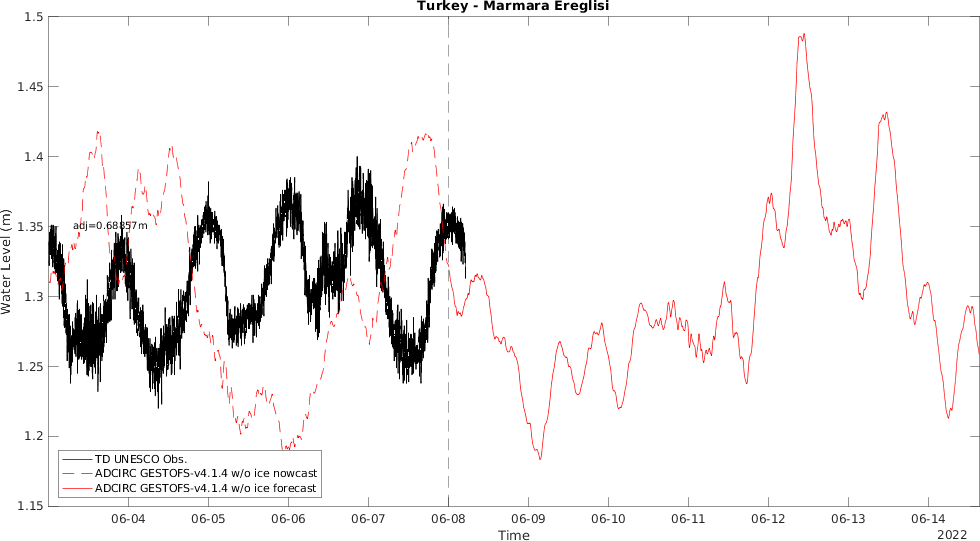 Turkey - Marmara Ereglisi
1.5
1.45
1.4
1.35
1.3
1.25
1.2
1.15
Water Level (m)
adj=0.68857m
TD UNESCO Obs.
ADCIRC GESTOFS-v4.1.4 w/o ice nowcast
ADCIRC GESTOFS-v4.1.4 w/o ice forecast
06-04 06-05 06-06 06-07 06-08 06-09 06-10 06-11 06-12 06-13 06-14
Time
2022